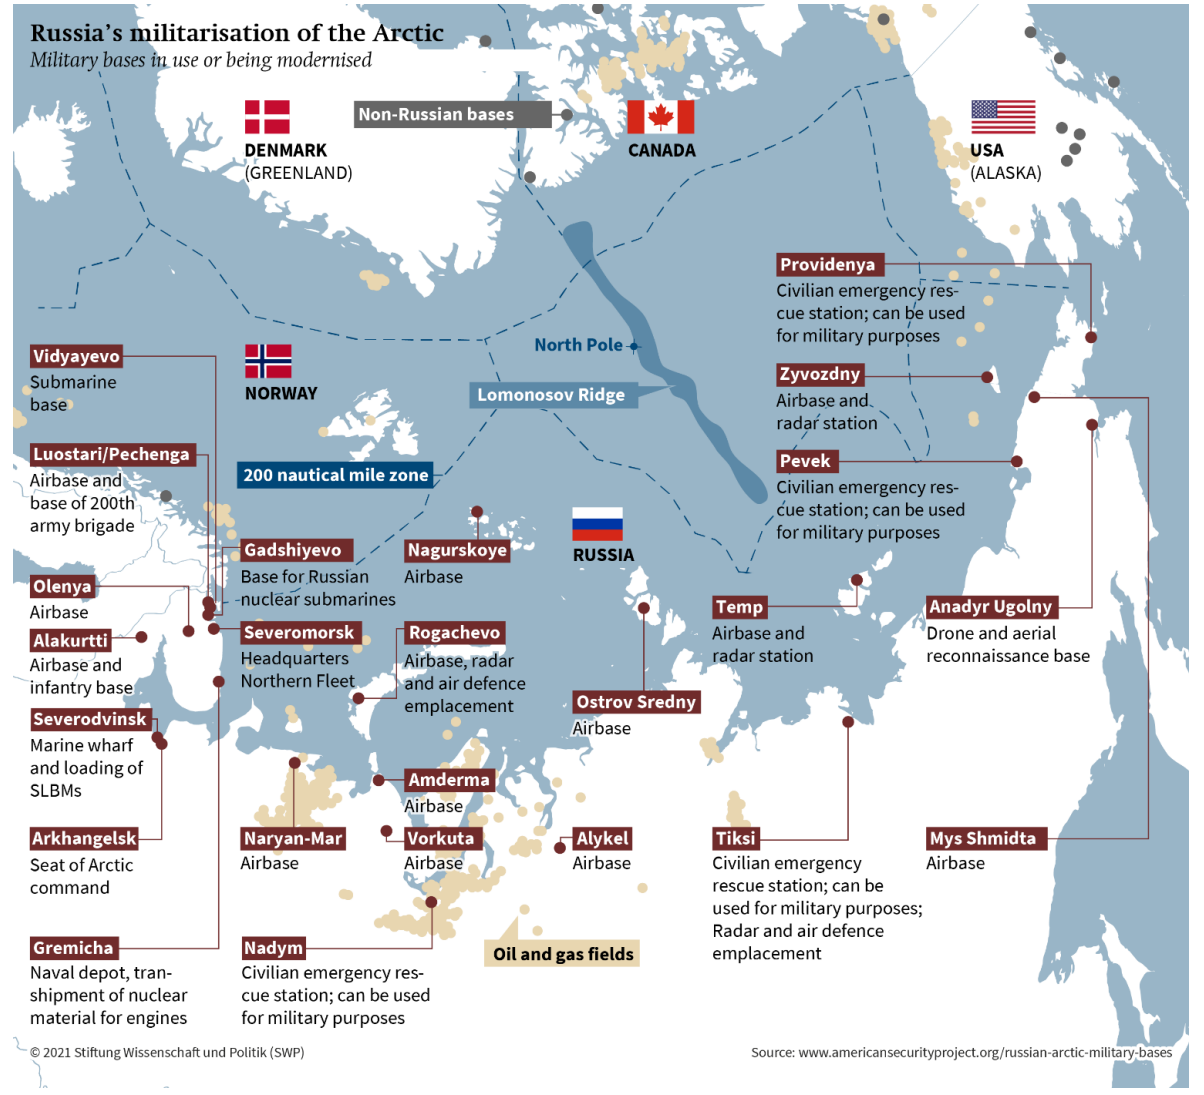 Russia's militarisation of the Arctic
Military bases in use or being modernised
Non-Russian bases
DENMARK
(GREENLAND)
CANADA
USA
(ALASKA)
Providenya
Civilian emergency res-
cue station; can be used
for military purposes
North Pole
Lomonosov Ridge
NORWAY
Vidyayevo
Submarine
base
Zyvozdny
Airbase and
radar station
Luostari/Pechenga
Airbase and
base of 200th
army brigade
200 nautical mile zone
Pevek
Civilian emergency res-
cue station; can be used
for military purposes
RUSSIA
Gadshiyevo
Base for Russian
nuclear submarines
Nagurskoye
Airbase
Olenya
Airbase
Temp
Airbase and
radar station
Anadyr Ugolny
Drone and aerial
reconnaissance base
Alakurtti
Airbase and
infantry base
Severomorsk
Headquarters
Northern Fleet
Rogachevo
Airbase, radar
and air defence
emplacement
Ostrov Sredny
Airbase
Severodvinsk
Marine wharf
and loading of
SLBMs
Amderma
Airbase
Arkhangelsk
Seat of Arctic
command
Naryan-Mar
Airbase
Vorkuta
Airbase
Alykel
Airbase
Tiksi
Civilian emergency
rescue station; can be
used for military purposes;
Radar and air defence
emplacement
Mys Shmidta
Airbase
Gremicha
Naval depot, tran-
shipment of nuclear
material for engines
Nadym
Civilian emergency res-
cue station; can be used
for military purposes
Oil and gas fields
© 2021 Stiftung Wissenschaft und Politik (SWP)
Source: www.americansecurityproject.org/russian-arctic-military-bases